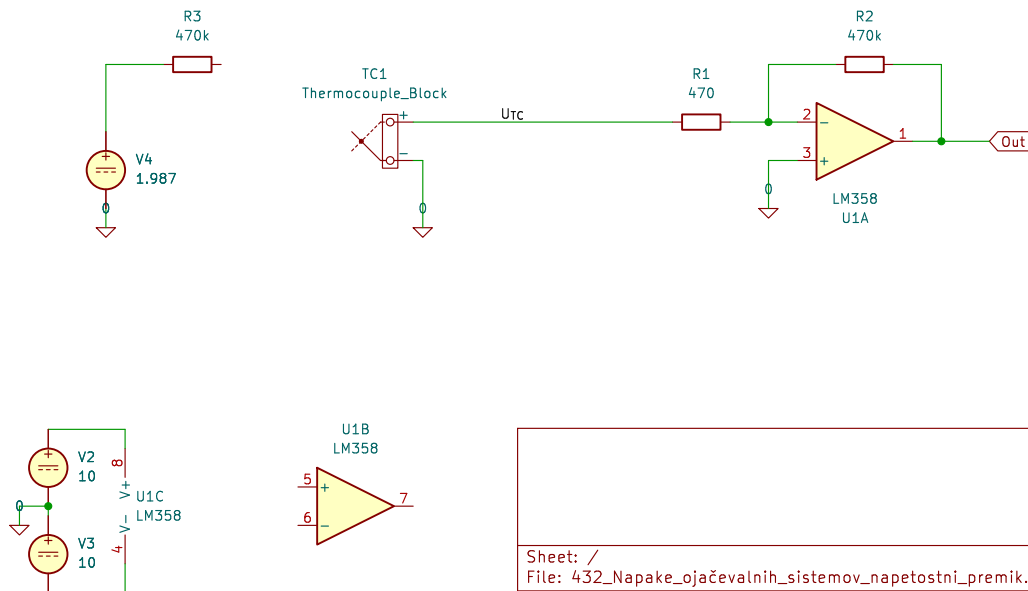 R3
470k
R2
470k
TC1
Thermocouple_Block
R1
470
+
UTC
−
2
−
1
Out
3
+
+
V4
1.987
0
0
0
LM358
U1A
U1B
LM358
+
V2
10
8
V+
5
+
7
0
U1C
LM358
6
−
V−
+
V3
10
4
Sheet: /
File: 432_Napake_ojačevalnih_sistemov_napetostni_premik.